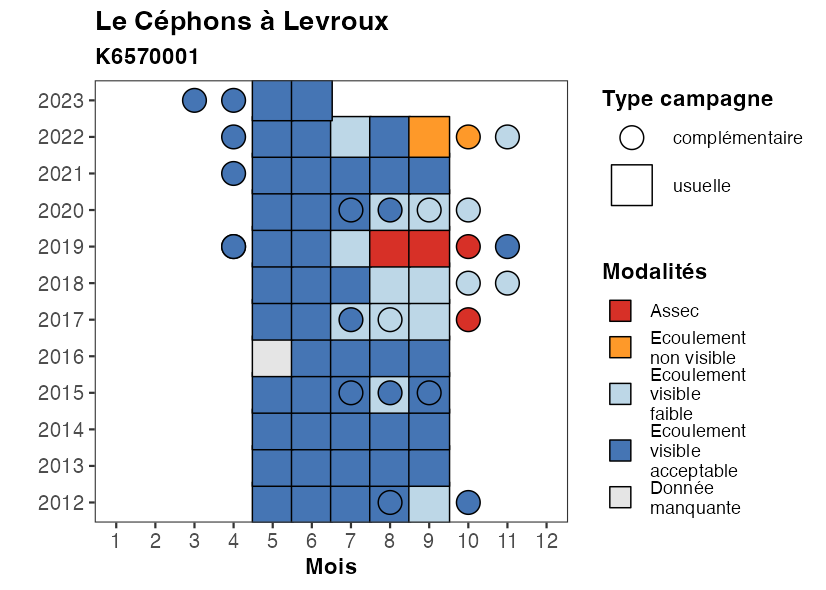 Le Céphons à Levroux
K6570001
2023
2022
2021
2020
2019
2018
2017
2016
2015
2014
2013
2012
1 2 3 4 5 6 7 8 9 10 11 12
Mois
Type campagne
complémentaire
usuelle
Modalités
Assec
Ecoulement
non visible
Ecoulement
visible
faible
Ecoulement
visible
acceptable
Donnée
manquante